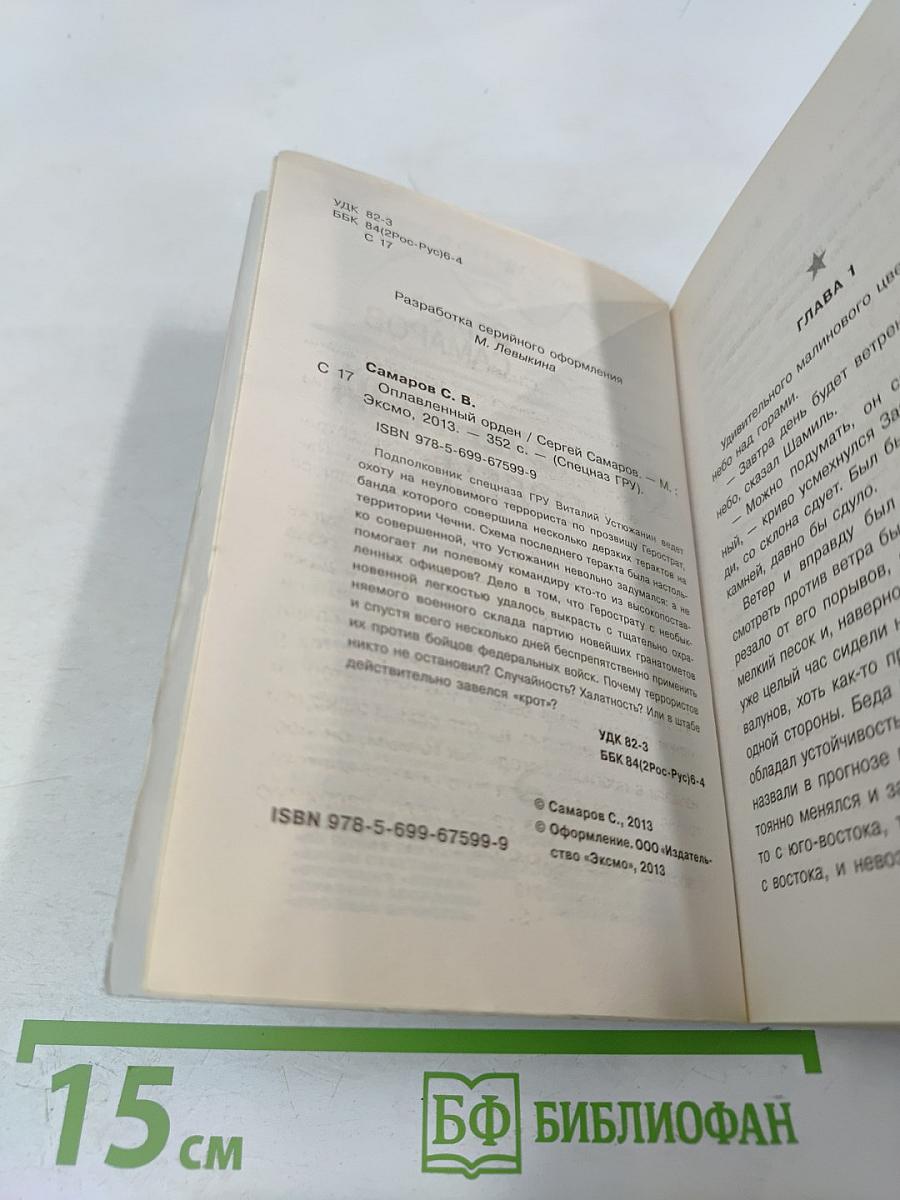 УДК 82-3
ББК 84(2Рос-Рус)6-4
С 17
Разработка серийного оформления
М. Левыкина
Самаров С. В.
С 17 Оплавленный орден / Сергей Самаров. — М. :
Эксмо, 2013. — 352 с. — (Спецназ ГРУ).
ISBN 978-5-699-67599-9
Подполковник спецназа ГРУ Виталий Устюжанин ведет
охоту на неуловимого террориста по прозвищу Герострат,
банда которого совершила несколько дерзких терактов на
территории Чечни. Схема последнего теракта была настоль-
ко совершенной, что Устюжанин невольно задумался: а не
помогает ли полевому командиру кто-то из высокопостав-
ленных офицеров? Дело в том, что Герострату с необык-
новенной легкостью удалось выкрасть с тщательно охра-
няемого военного склада партию новейших гранатометов
и спустя всего несколько дней беспрепятственно применить
их против бойцов федеральных войск. Почему террористов
никто не остановил? Случайность? Халатность? Или в штабе
действительно завелся «крот»?
УДК 82-3
ББК 84(2Рос-Рус)6-4
© Самаров С., 2013
© Оформление. ООО «Издатель-
ство «Эксмо», 2013
ISBN 978-5-699-67599-9
ГЛАВА 1
Удивительного малинового цве
небо над горами.
— Завтра день будет ветрен
небо, сказал Шамиль.
— Можно подумать, он с
ный, — криво усмехнулся За
ди, со склона сдует. Был бы
камней, давно бы сдуло.
Ветер и вправду был
смотреть против ветра бы
резало от его порывов,
мелкий песок и, наверно
уже целый час сидели н
валунов, хоть как-то пр
одной стороны. Беда
обладал устойчивость
назвали в прогнозе
тоянно менялся и за
то с юго-востока, т
с востока, и невоз
15 см
БФ БИБЛИОФАН